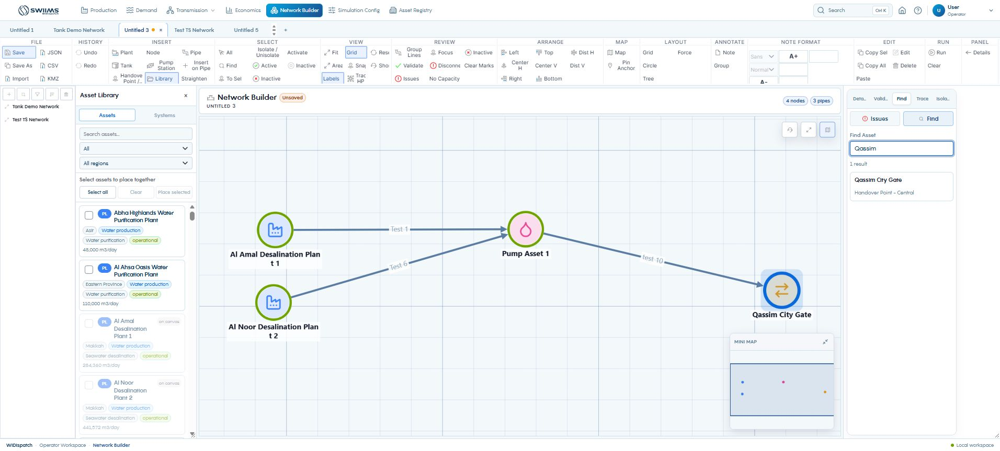 SWIIMS
WIDispatch
Production
Demand
Transmission
Economics
Network Builder
Simulation Config
Asset Registry
Search
Ctrl K
U
User
Operator
Untitled 1
Tank Demo Network
Untitled 3
×
Test TS Network
Untitled 5
+
FILE
HISTORY
INSERT
SELECT
VIEW
REVIEW
ARRANGE
MAP
LAYOUT
ANNOTATE
NOTE FORMAT
EDIT
RUN
PANEL
Save
JSON
Save As
CSV
Import
KMZ
Undo
Redo
Plant
Node
Pipe
Tank
Pump Station
Insert on Pipe
Handove Point /..
Library
Straighten
All
Isolate / Unisolate
Activate
Find
Active
Inactive
To Sel
Inactive
Fit
Grid
Rese
Area
Snap
Shor
Labels
Trac HP
Group Lines
Focus
Inactive
Validate
Disconne
Clear Marks
Issues
No Capacity
Left
Top
Dist H
Center H
Center V
Dist V
Right
Bottom
Map
Pin Anchor
Grid
Force
Circle
Tree
Note
Group
Sans
A+
Normal
A-
Copy Sel
Edit
Copy All
Delete
Paste
Run
Clear
Details
Tank Demo Network
Test TS Network
Asset Library
×
Assets
Systems
Search assets...
All
All regions
Select assets to place together
Select all
Clear
Place selected
PL
Abha Highlands Water
Purification Plant
Asir
Water production
Water purification
operational
48,000 m3/day
PL
Al Ahsa Oasis Water
Purification Plant
Eastern Province
Water production
Water purification
operational
110,000 m3/day
PL
Al Amal
Desalination
Plant 1
on canvas
Makkah
Water production
Seawater desalination
operational
284,360 m3/day
PL
Al Noor
Desalination
Plant 2
on canvas
Makkah
Water production
Seawater desalination
operational
441,572 m3/day
Network Builder
Unsaved
UNTITLED 3
4 nodes
3 pipes
Test 1
Al Amal Desalination Plan
t 1
Pump Asset 1
Test 6
test 10
Al Noor Desalination Plan
t 2
Qassim City Gate
MINI MAP
Deta...
Valid...
Find
Trace
Isola...
Issues
Find
Find Asset
Qassim
1 result
Qassim City Gate
Handover Point - Central
WIDispatch
Operator Workspace
Network Builder
Local workspace